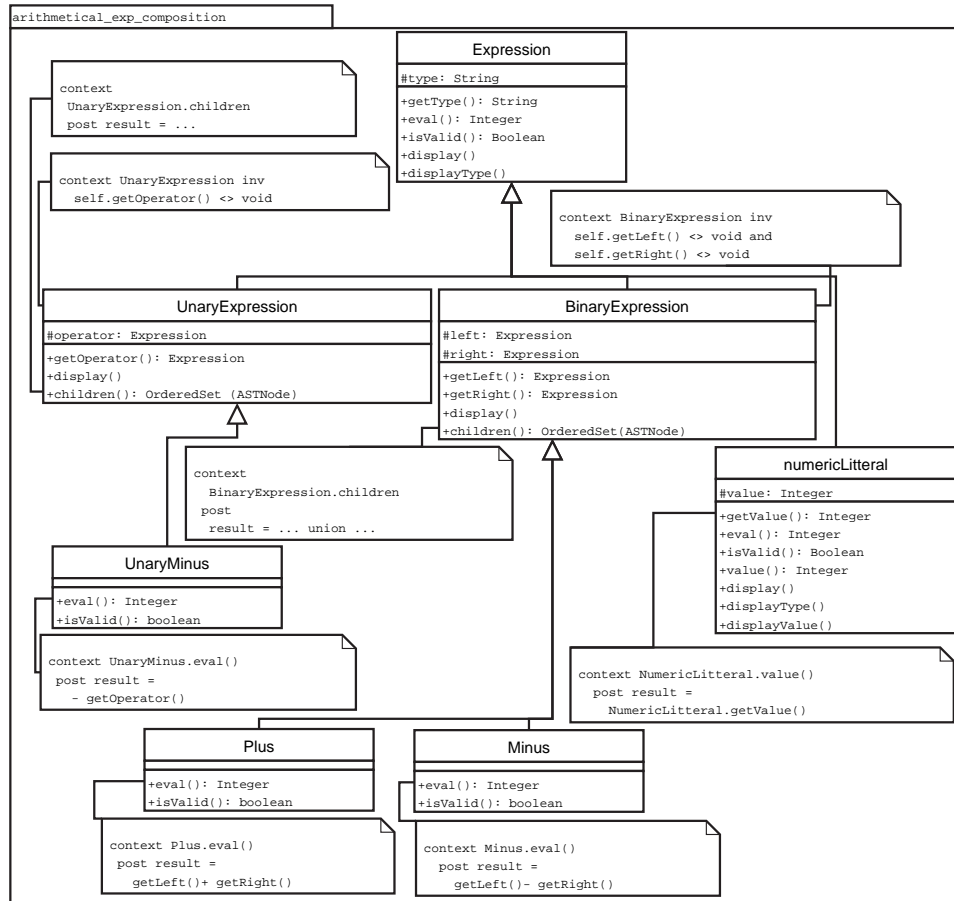 arithmetical_exp_composition
Expression
#type: String
+getType(): String
+eval(): Integer
+isValid(): Boolean
+display()
+displayType()
context
UnaryExpression.children
post result = ...
context UnaryExpression inv
self.getOperator() <> void
context BinaryExpression inv
self.getLeft() <> void and
self.getRight() <> void
UnaryExpression
#operator: Expression
+getOperator(): Expression
+display()
+children(): OrderedSet (ASTNode)
BinaryExpression
#left: Expression
#right: Expression
+getLeft(): Expression
+getRight(): Expression
+display()
+children(): OrderedSet(ASTNode)
context
BinaryExpression.children
post
result = ... union ...
numericLitteral
#value: Integer
+getValue(): Integer
+eval(): Integer
+isValid(): Boolean
+value(): Integer
+display()
+displayType()
+displayValue()
UnaryMinus
+eval(): Integer
+isValid(): boolean
context UnaryMinus.eval()
post result =
- getOperator()
context NumericLitteral.value()
post result =
NumericLitteral.getValue()
Plus
+eval(): Integer
+isValid(): boolean
Minus
+eval(): Integer
+isValid(): boolean
context Plus.eval()
post result =
getLeft()+ getRight()
context Minus.eval()
post result =
getLeft()- getRight()